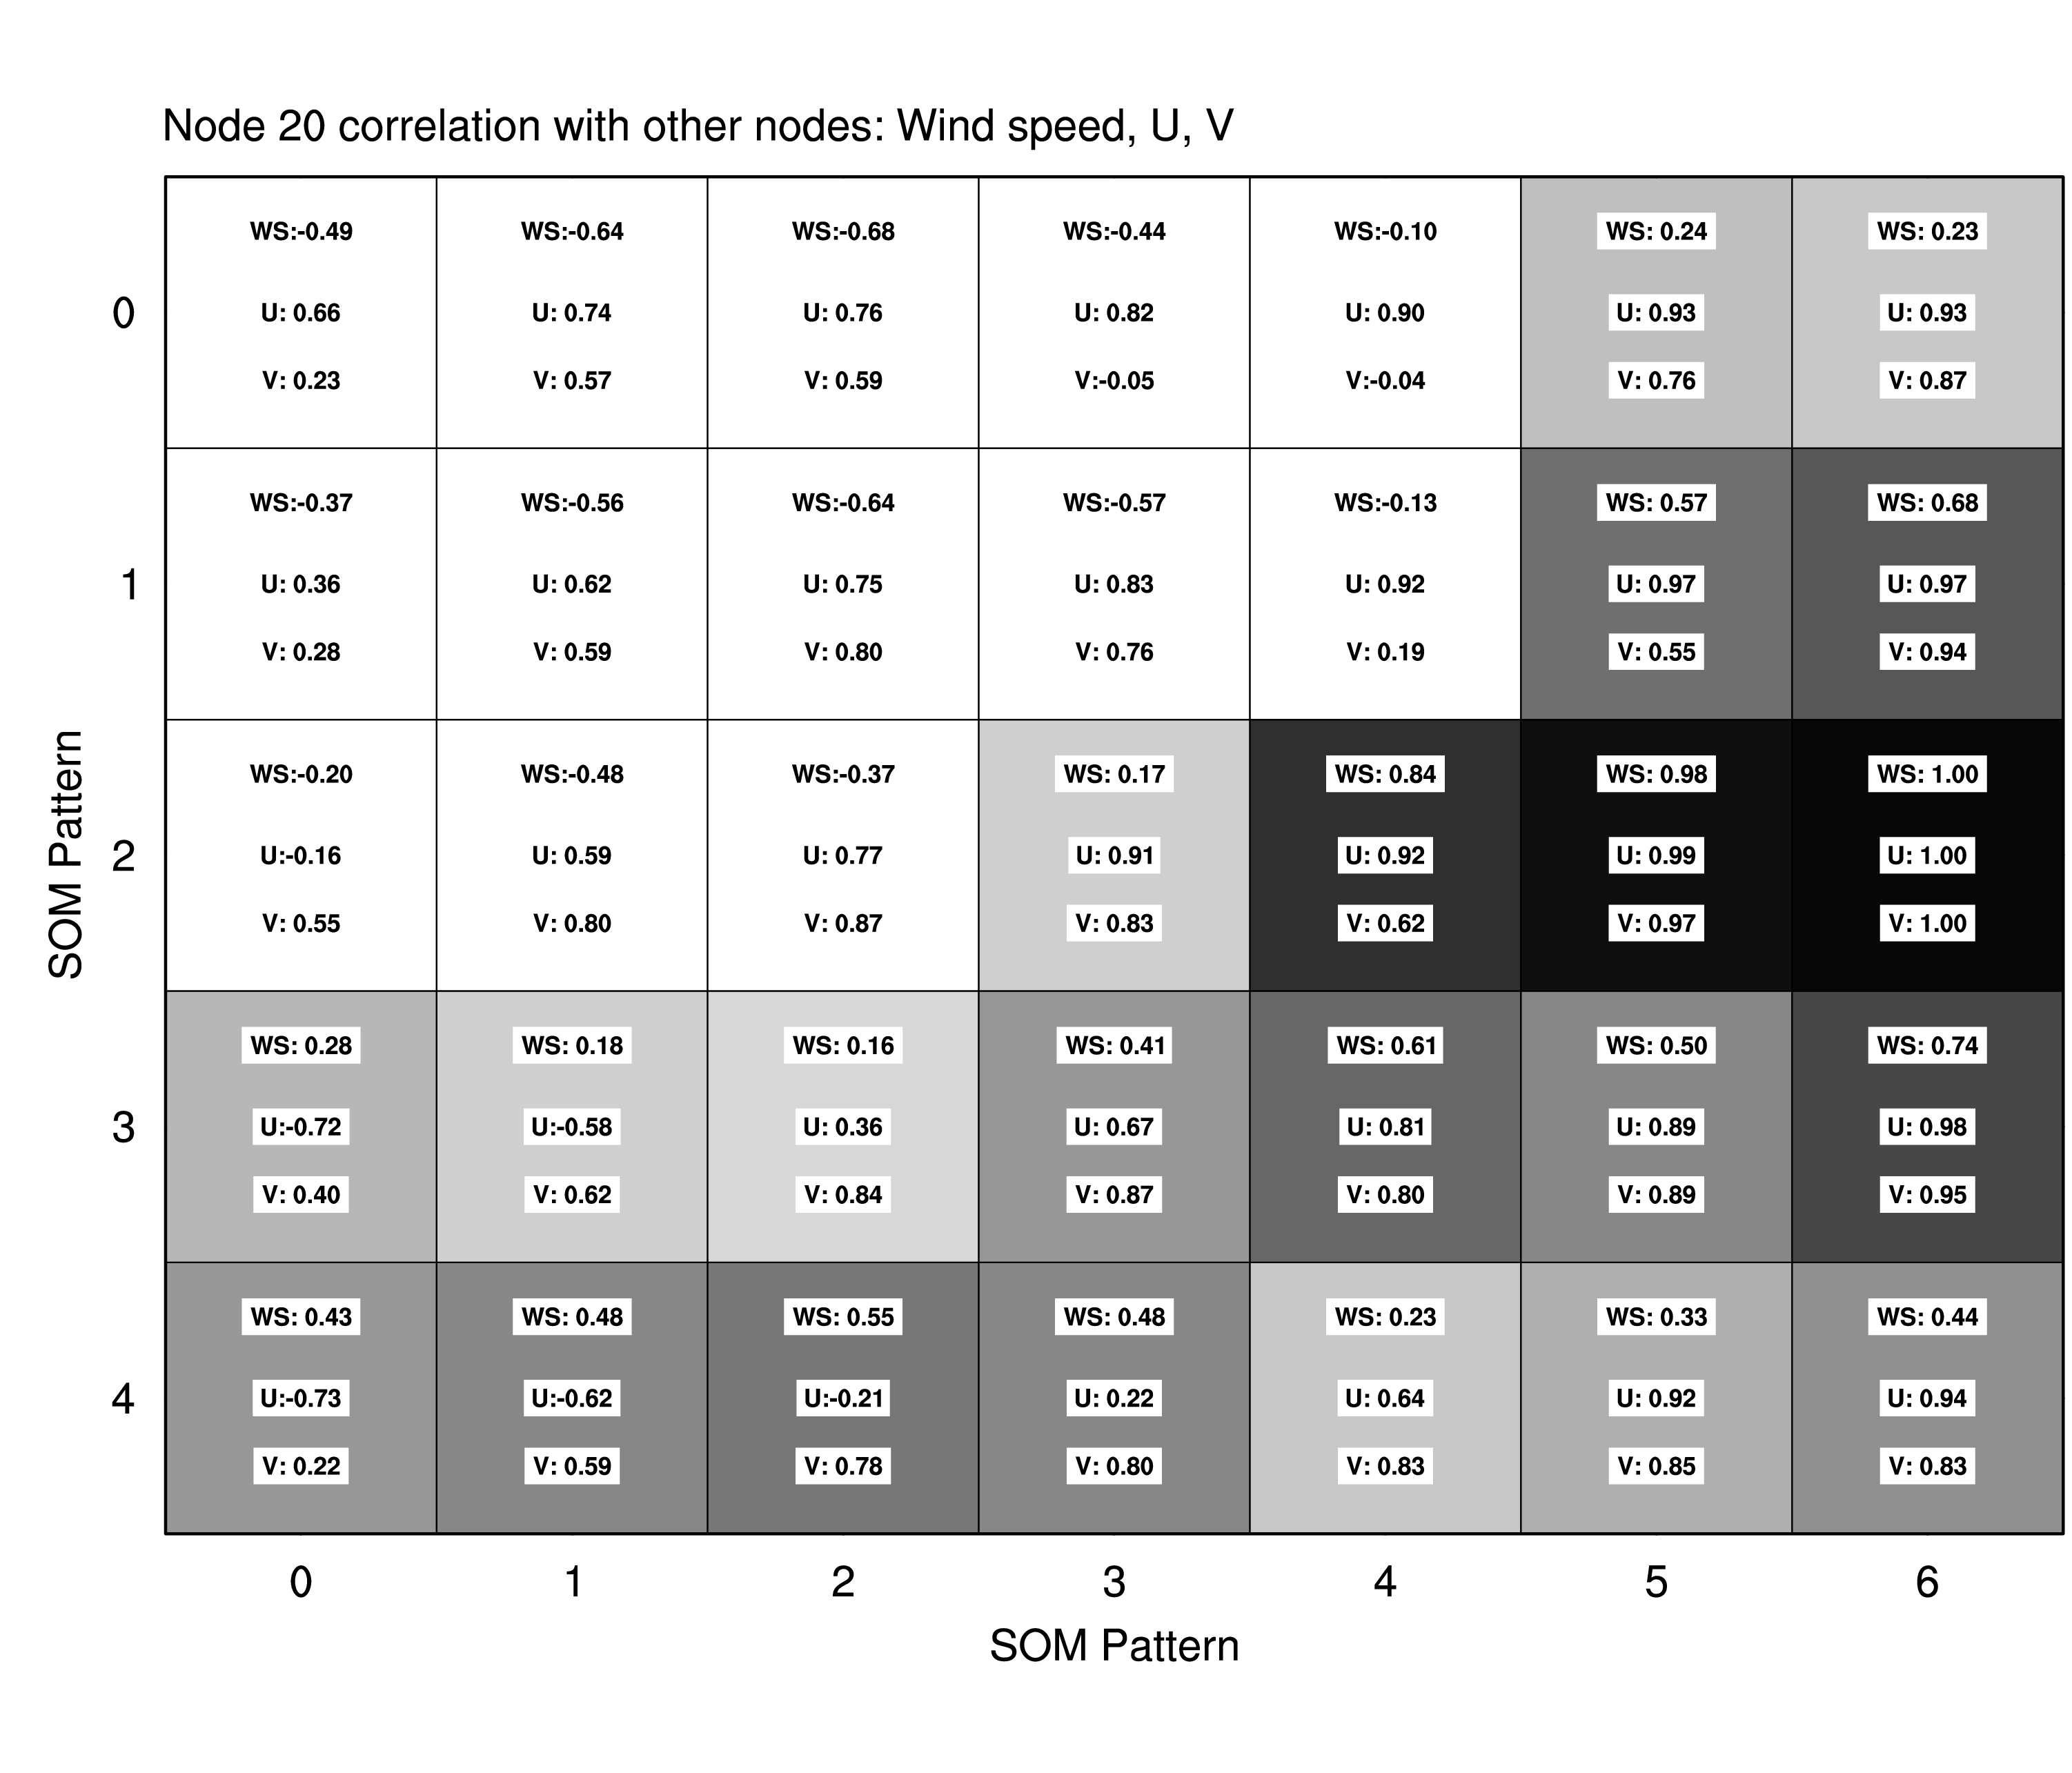 Node 20 correlation with other nodes: Wind speed, U, V
WS:-0.49 WS:-0.64 WS:-0.68 WS:-0.44 WS:-0.10 WS: 0.24 WS: 0.23
0 U: 0.66 U: 0.74 U: 0.76 U: 0.82 U: 0.90 U: 0.93 U: 0.93
V: 0.23 V: 0.57 V: 0.59 V:-0.05 V:-0.04 V: 0.76 V: 0.87
WS:-0.37 WS:-0.56 WS:-0.64 WS:-0.57 WS:-0.13 WS: 0.57 WS: 0.68
1 U: 0.36 U: 0.62 U: 0.75 U: 0.83 U: 0.92 U: 0.97 U: 0.97
V: 0.28 V: 0.59 V: 0.80 V: 0.76 V: 0.19 V: 0.55 V: 0.94
SOM Pattern
WS:-0.20 WS:-0.48 WS:-0.37 WS: 0.17 WS: 0.84 WS: 0.98 WS: 1.00
2 U:-0.16 U: 0.59 U: 0.77 U: 0.91 U: 0.92 U: 0.99 U: 1.00
V: 0.55 V: 0.80 V: 0.87 V: 0.83 V: 0.62 V: 0.97 V: 1.00
WS: 0.28 WS: 0.18 WS: 0.16 WS: 0.41 WS: 0.61 WS: 0.50 WS: 0.74
3 U:-0.72 U:-0.58 U: 0.36 U: 0.67 U: 0.81 U: 0.89 U: 0.98
V: 0.40 V: 0.62 V: 0.84 V: 0.87 V: 0.80 V: 0.89 V: 0.95
WS: 0.43 WS: 0.48 WS: 0.55 WS: 0.48 WS: 0.23 WS: 0.33 WS: 0.44
4 U:-0.73 U:-0.62 U:-0.21 U: 0.22 U: 0.64 U: 0.92 U: 0.94
V: 0.22 V: 0.59 V: 0.78 V: 0.80 V: 0.83 V: 0.85 V: 0.83
0 1 2 3 4 5 6
SOM Pattern